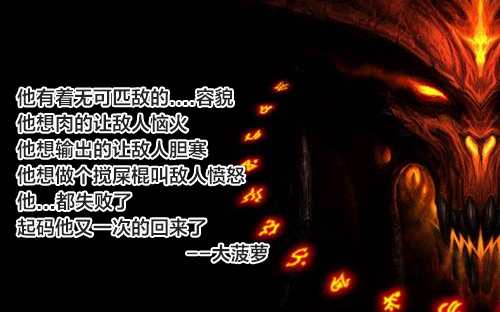 他有着无可匹敌的....容貌
他想肉的让敌人恼火
他想输出的让敌人胆寒
他想做个搅屎棍叫敌人愤怒
他...都失败了
起码他又一次的回来了
--大菠萝